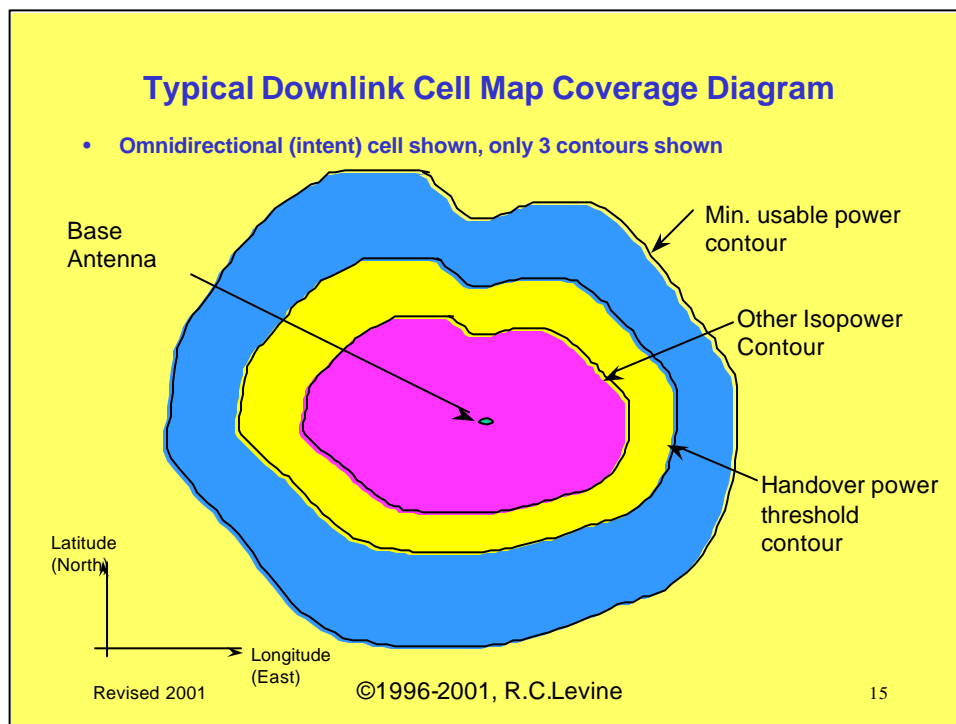 Typical Downlink Cell Map Coverage Diagram
• Omnidirectional (intent) cell shown, only 3 contours shown
Base
Antenna
Min. usable power
contour
Other Isopower
Contour
Handover power
threshold
contour
Latitude
(North)
Longitude
(East)
Revised 2001
©1996-2001, R.C.Levine
15